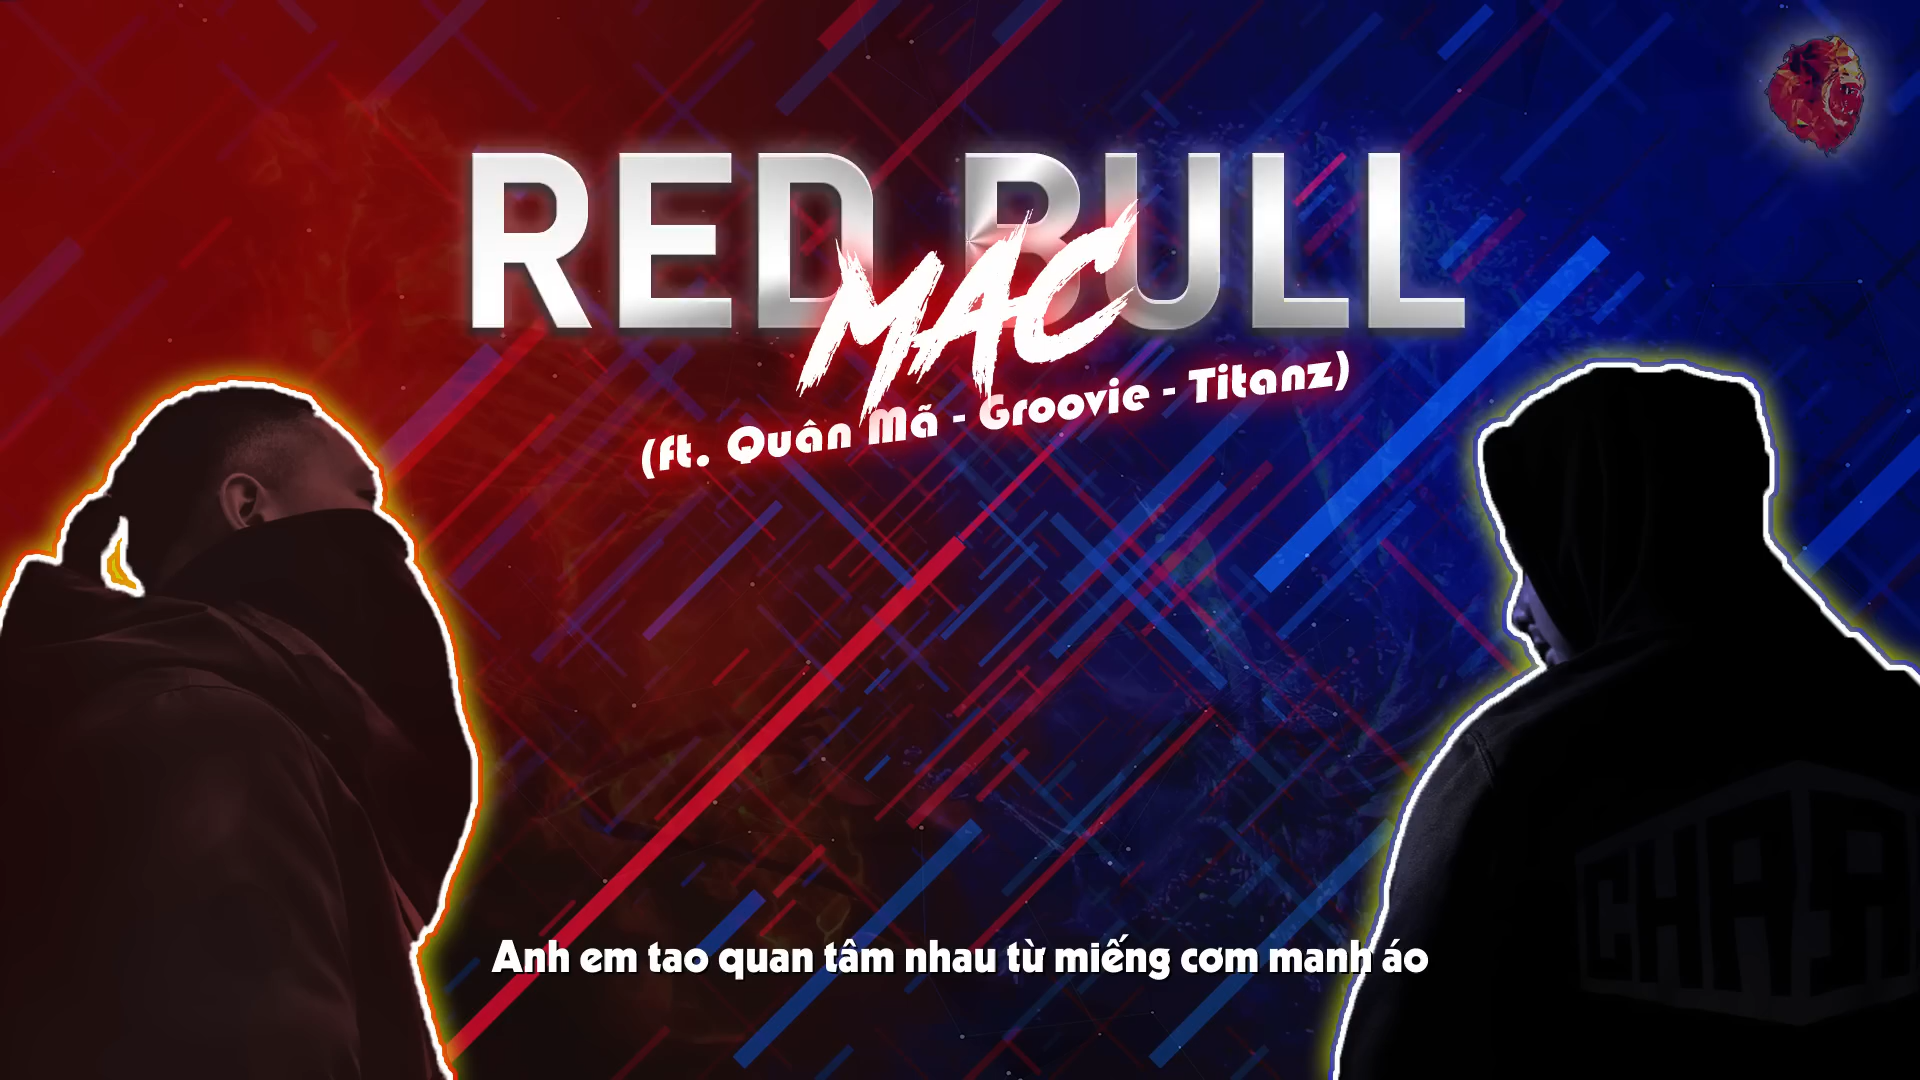 RED BULL
MAC
(ft. Quân Mã - Groovie - Titanz)
Anh em tao quan tâm nhau từ miếng cơm manh áo